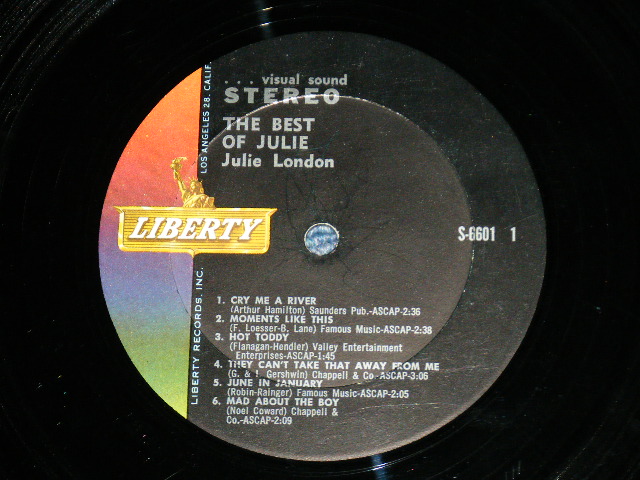 . . . visual sound
STEREO
THE BEST
OF JULIE
Julie London
LIBERTY
S-6601 1
1. CRY ME A RIVER
(Arthur Hamilton) Saunders Pub.-ASCAP-2:36
2. MOMENTS LIKE THIS
(F. Loesser-B. Lane) Famous Music-ASCAP-2:38
3. HOT TODDY
(Flanagan-Hendler) Valley Entertainment
Enterprises-ASCAP-1:45
4. THEY CAN'T TAKE THAT AWAY FROM ME
(G. & I. Gershwin) Chappell & Co-ASCAP-3:06
5. JUNE IN JANUARY
(Robin-Rainger) Famous Music-ASCAP-2:05
6. MAD ABOUT THE BOY
(Noel Coward) Chappell &
Co.-ASCAP-2:09
LIBERTY RECORDS, INC.
LOS ANGELES 28, CALIF.